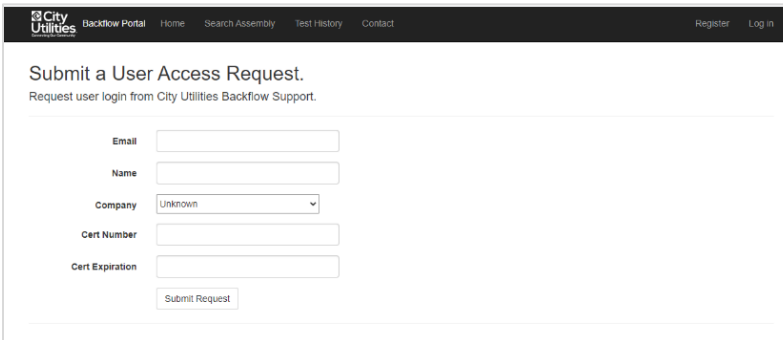 City Utilities Backflow Portal Home Search Assembly Test History Contact Register Log in
Submit a User Access Request.
Request user login from City Utilities Backflow Support.
Email
Name
Company Unknown
Cert Number
Cert Expiration
Submit Request